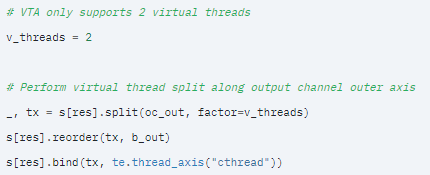 # VTA only supports 2 virtual threads
v_threads = 2
# Perform virtual thread split along output channel outer axis
_, tx = s[res].split(oc_out, factor=v_threads)
s[res].reorder(tx, b_out)
s[res].bind(tx, te.thread_axis("cthread"))